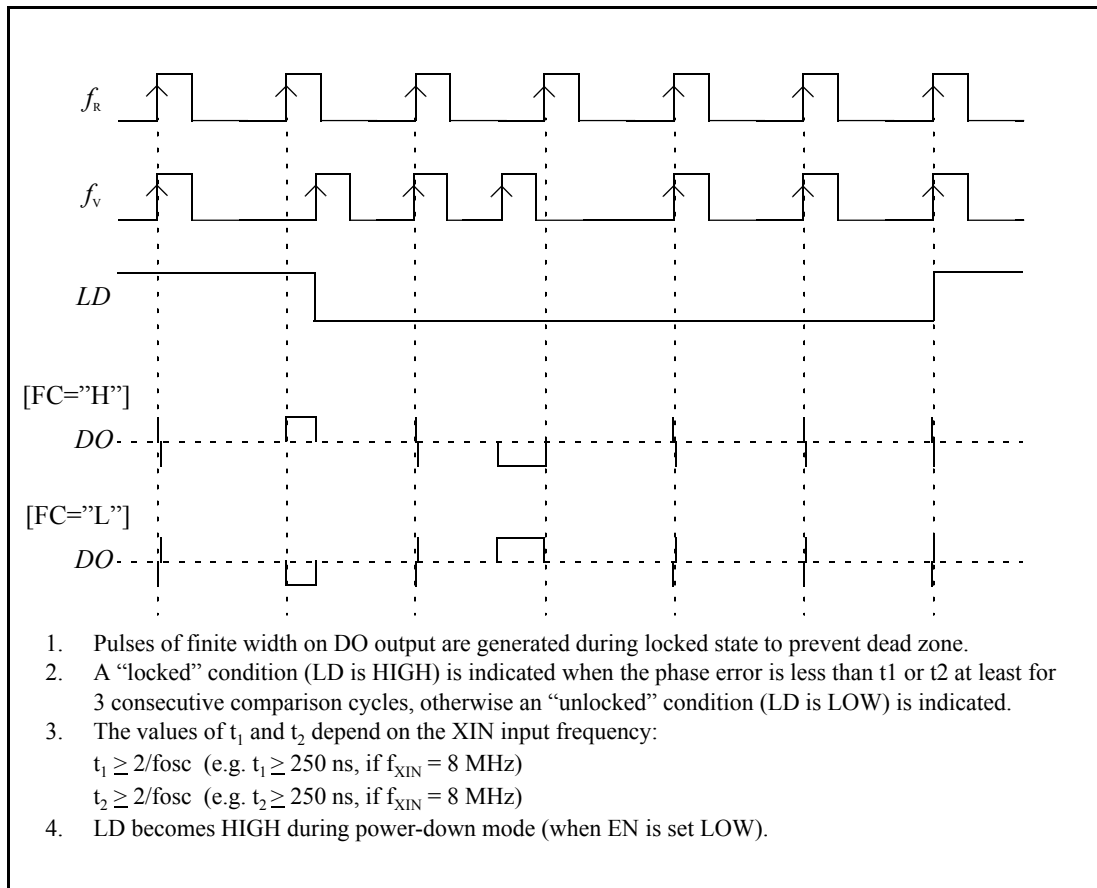 fR
fV
LD
[FC=”H”]
DO
[FC=”L”]
DO
1. Pulses of finite width on DO output are generated during locked state to prevent dead zone.
2. A “locked” condition (LD is HIGH) is indicated when the phase error is less than t1 or t2 at least for
3 consecutive comparison cycles, otherwise an “unlocked” condition (LD is LOW) is indicated.
3. The values of t1 and t2 depend on the XIN input frequency:
t1 ≥ 2/fosc (e.g. t1 ≥ 250 ns, if fXIN = 8 MHz)
t2 ≥ 2/fosc (e.g. t2 ≥ 250 ns, if fXIN = 8 MHz)
4. LD becomes HIGH during power-down mode (when EN is set LOW).